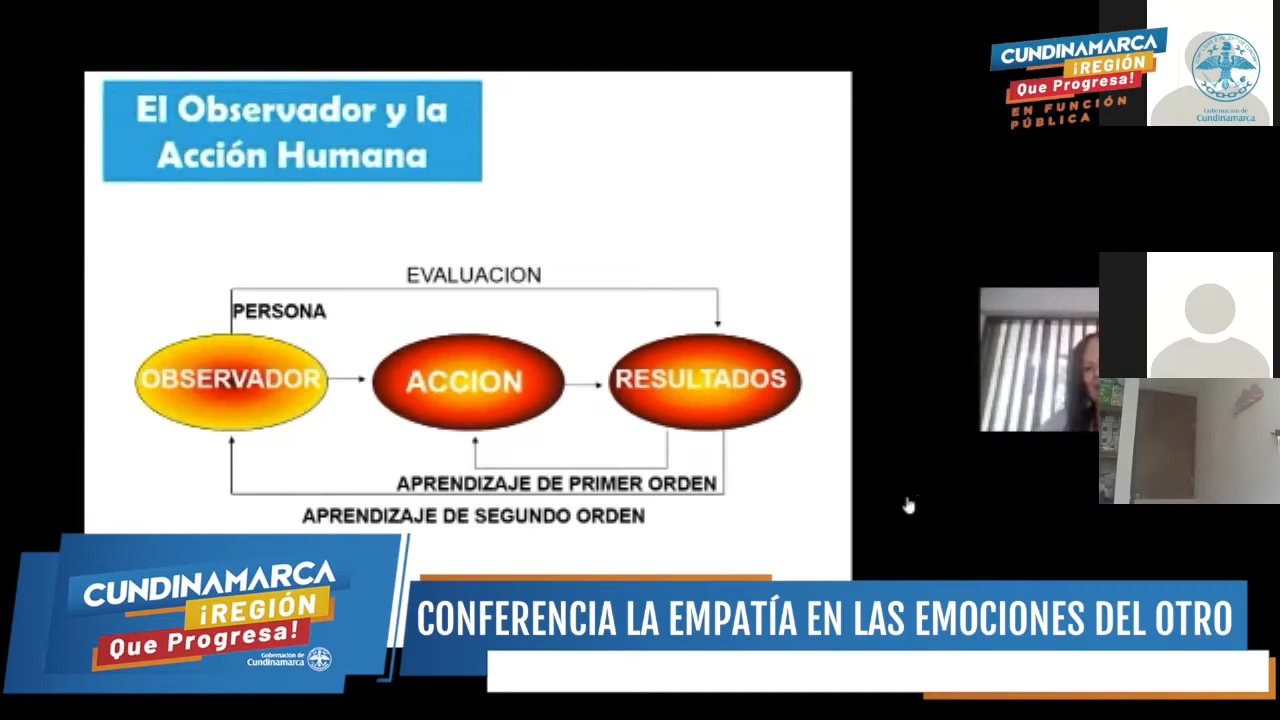 El Observador y la
Acción Humana
EVALUACION
PERSONA
OBSERVADOR
ACCION
RESULTADOS
APRENDIZAJE DE PRIMER ORDEN
APRENDIZAJE DE SEGUNDO ORDEN
CUNDINAMARCA
¡REGIÓN
Que Progresa!
EN FUNCIÓN
PÚBLICA
Gobernación de
Cundinamarca
CUNDINAMARCA
¡REGIÓN
Que Progresa!
Gobernación de
Cundinamarca
CONFERENCIA LA EMPATÍA EN LAS EMOCIONES DEL OTRO